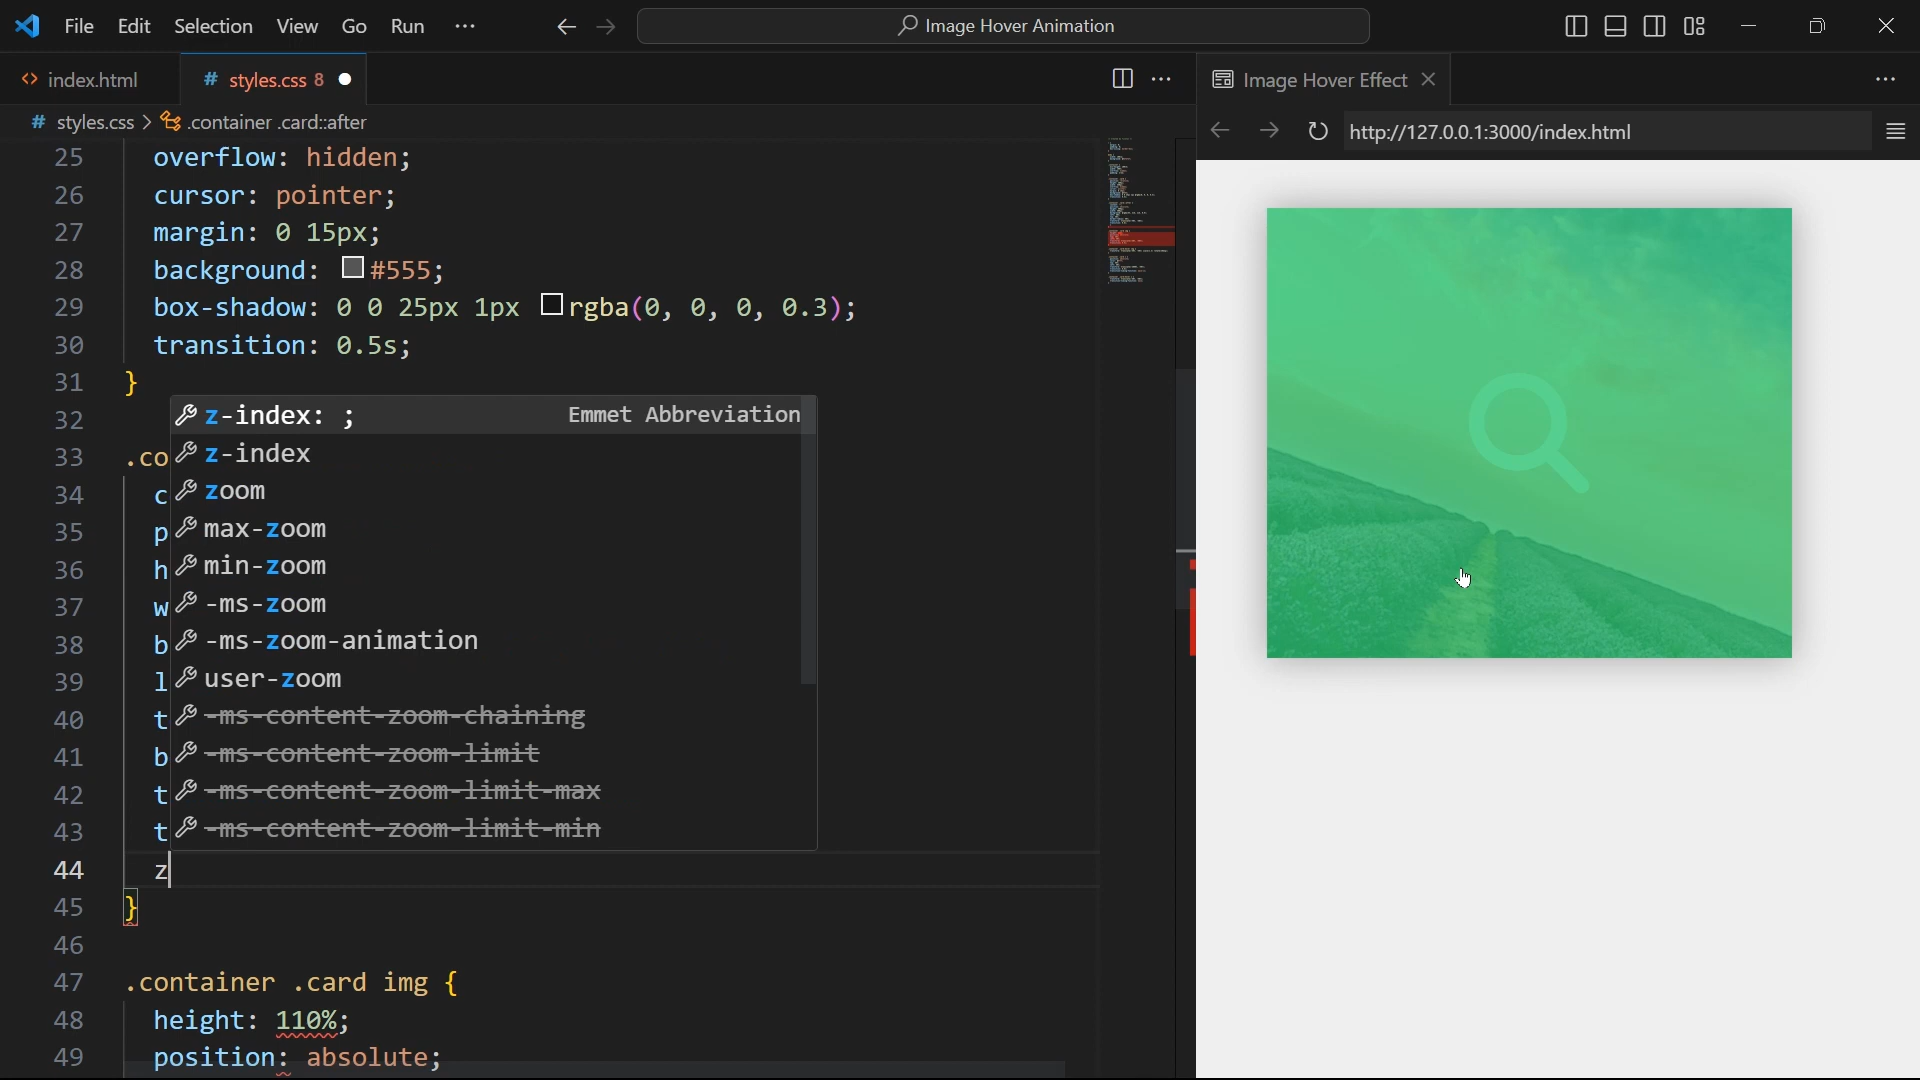 File Edit Selection View Go Run ··· Image Hover Animation
index.html # styles.css 8
Image Hover Effect
# styles.css > .container .card::after
http://127.0.0.1:3000/index.html
25 overflow: hidden;
26 cursor: pointer;
27 margin: 0 15px;
28 background: #555;
29 box-shadow: 0 0 25px 1px rgba(0, 0, 0, 0.3);
30 transition: 0.5s;
31 }
32
z-index: ; Emmet Abbreviation
33 .co
z-index
34 c
zoom
35 p
max-zoom
36 h
min-zoom
37 w
-ms-zoom
38 b
-ms-zoom-animation
39 l
user-zoom
40 t
-ms-content-zoom-chaining
41 b
-ms-content-zoom-limit
42 t
-ms-content-zoom-limit-max
43 t
-ms-content-zoom-limit-min
44 z
45 }
46
47 .container .card img {
48 height: 110%;
49 position: absolute;